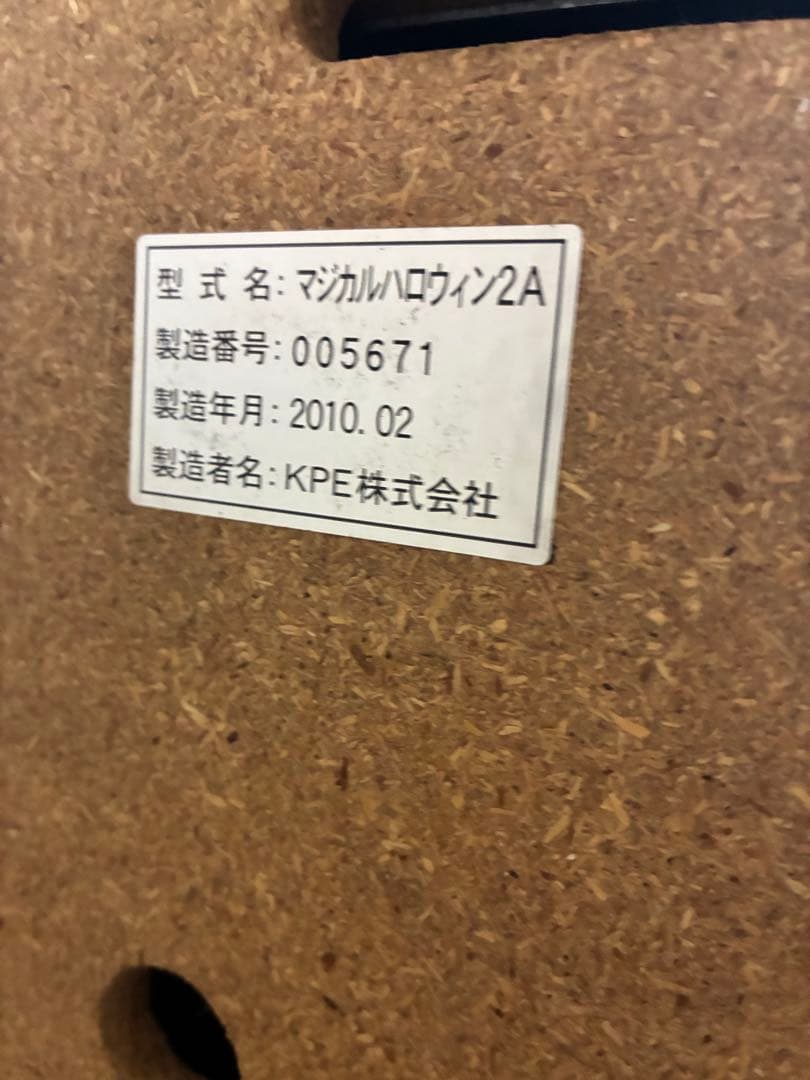 型式名:マジカルハロウィン2A
製造番号:005671
製造年月:2010.02
製造者名:KPE株式会社